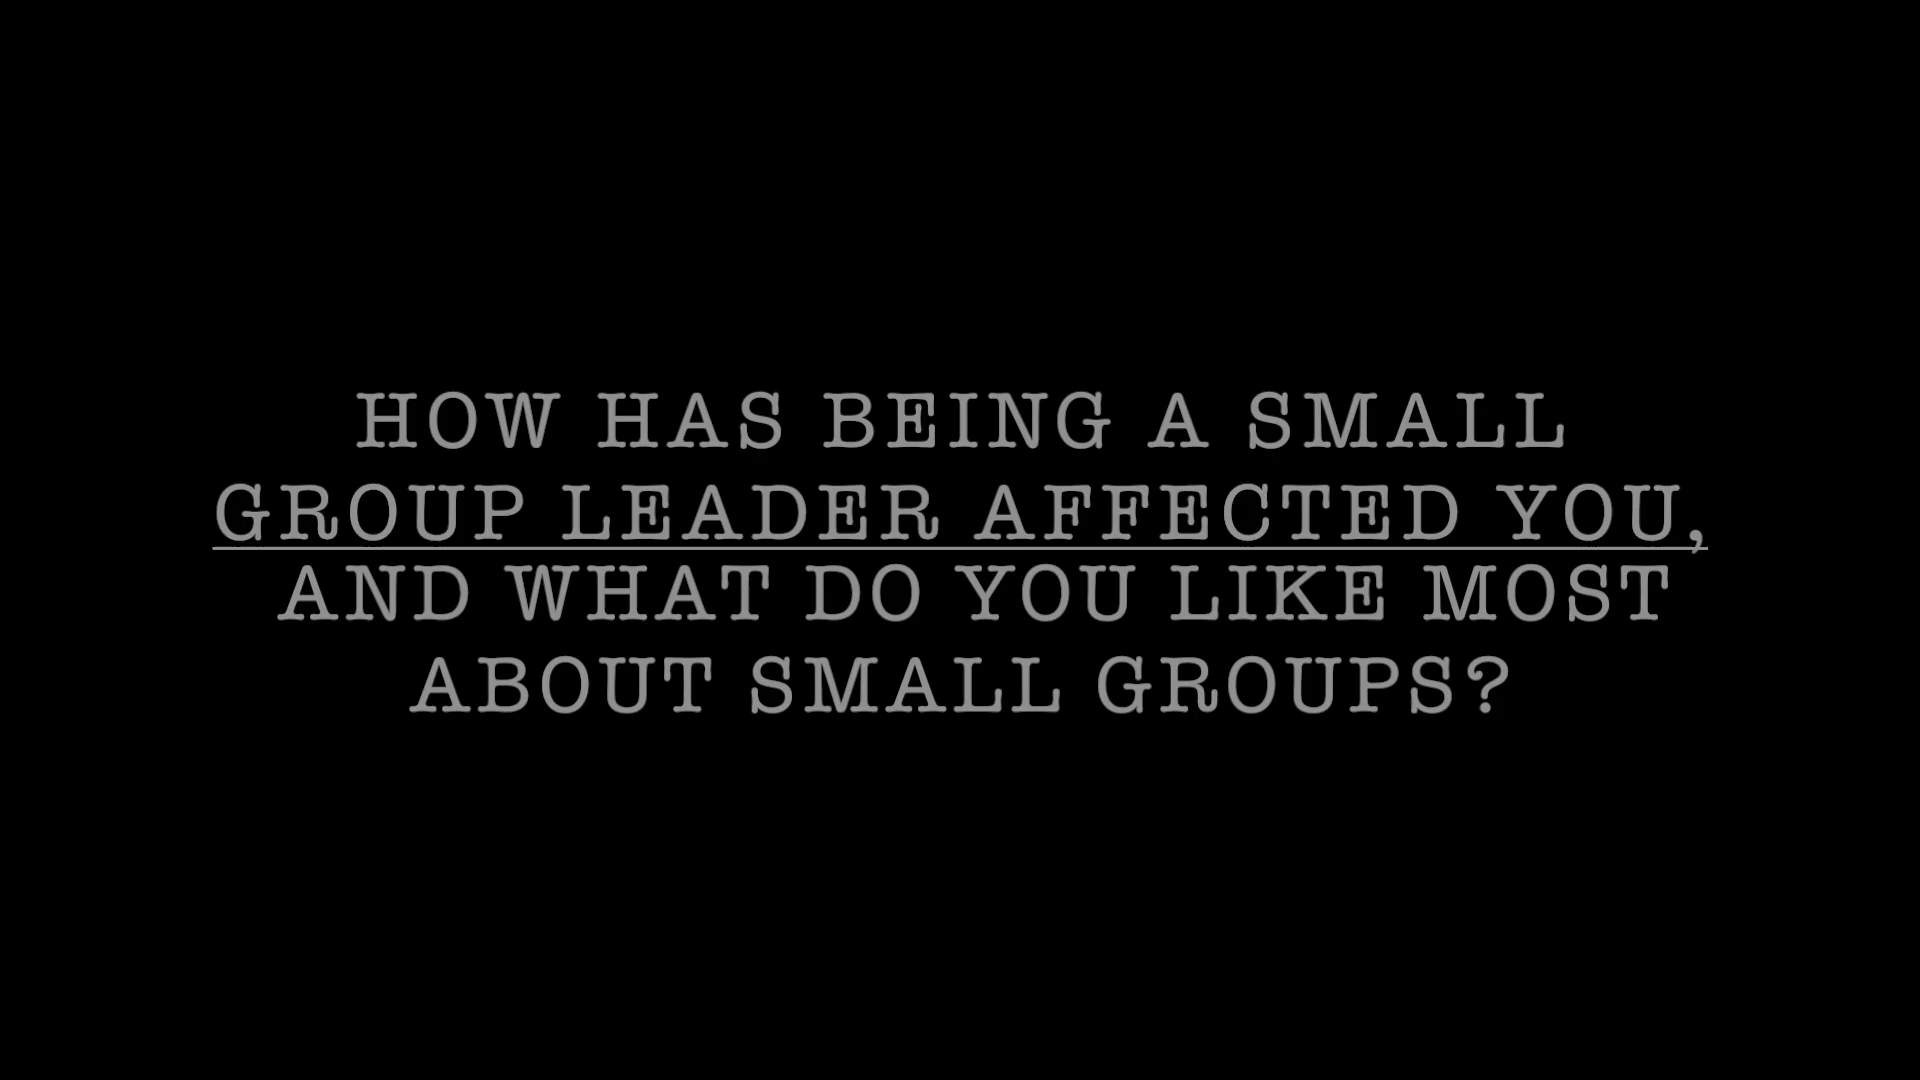 HOW HAS BEING A SMALL
GROUP LEADER AFFECTED YOU,
AND WHAT DO YOU LIKE MOST
ABOUT SMALL GROUPS?